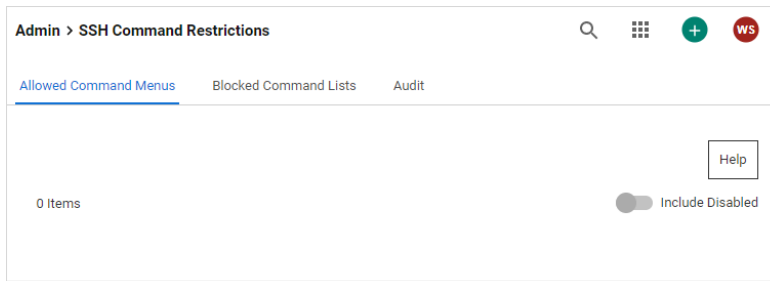 Admin > SSH Command Restrictions
+
WS
Allowed Command Menus Blocked Command Lists Audit
Help
0 Items
Include Disabled